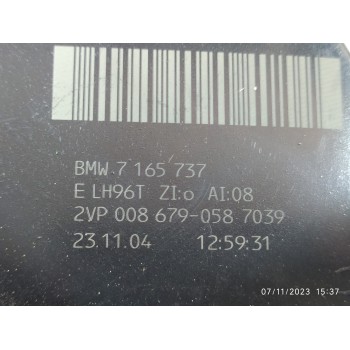 BMW 7 165 737
E LH96T ZI:o AI:08
2VP 008 679-058 7039
23.11.04 12:59:31
07/11/2023 15:37